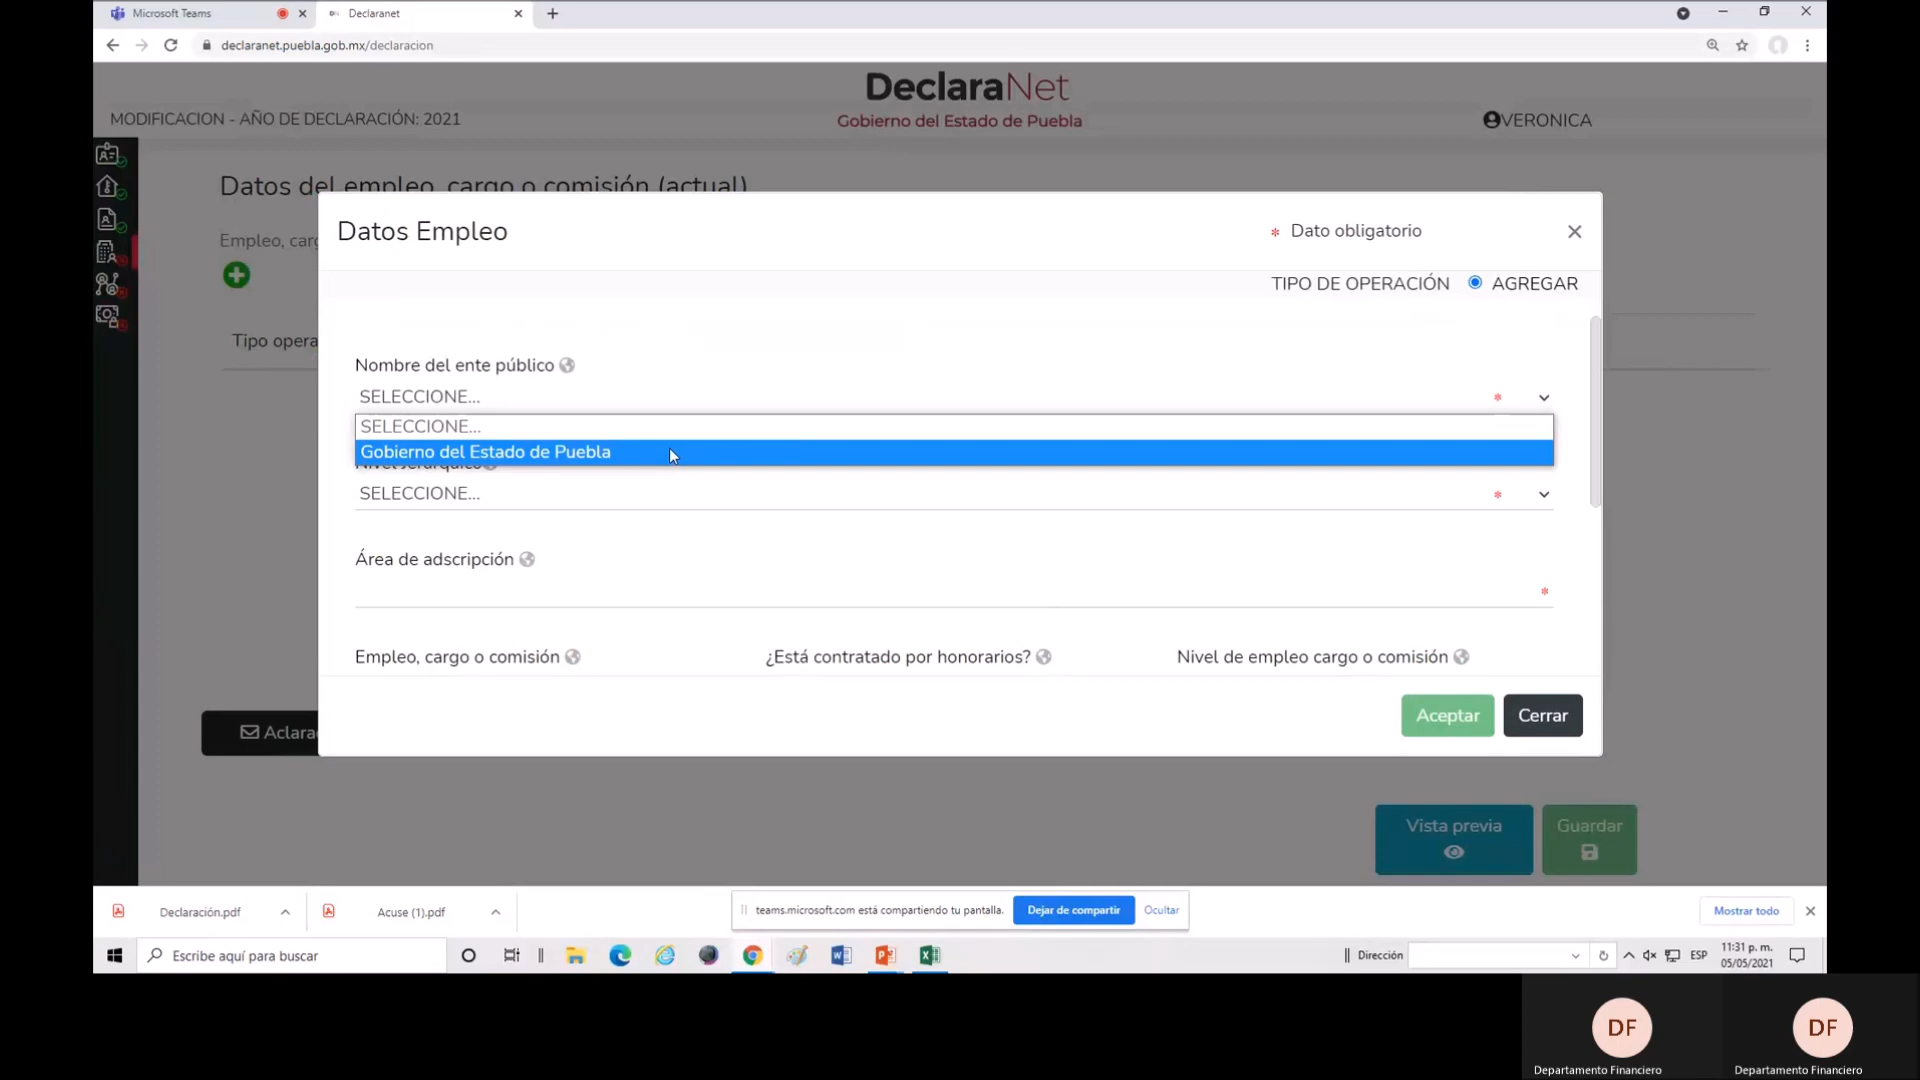 Microsoft Teams
Declaranet
declaranet.puebla.gob.mx/declaracion
DeclaraNet
MODIFICACION - AÑO DE DECLARACIÓN: 2021
Gobierno del Estado de Puebla
VERONICA
Datos del empleo, cargo o comisión (actual)
Datos Empleo
* Dato obligatorio
Empleo, carg
TIPO DE OPERACIÓN AGREGAR
Tipo opera
Nombre del ente público
SELECCIONE...
*
SELECCIONE...
Gobierno del Estado de Puebla
Nivel Jerárquico
SELECCIONE...
*
Área de adscripción
*
Empleo, cargo o comisión
¿Está contratado por honorarios?
Nivel de empleo cargo o comisión
Aceptar
Cerrar
Aclara
Vista previa
Guardar
Declaración.pdf
Acuse (1).pdf
teams.microsoft.com está compartiendo tu pantalla.
Dejar de compartir
Ocultar
Mostrar todo
Escribe aquí para buscar
Dirección
ESP
11:31 p. m.
05/05/2021
DF
DF
Departamento Financiero
Departamento Financiero